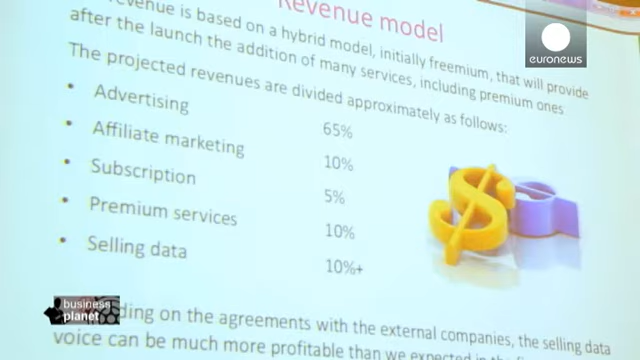 Revenue model
revenue is based on a hybrid model, initially freemium, that will provide
after the launch the addition of many services, including premium ones
The projected revenues are divided approximately as follows:
• Advertising 65%
• Affiliate marketing 10%
• Subscription 5%
• Premium services 10%
• Selling data 10%+
on the agreements with the external companies, the selling data
voice can be much more profitable than we expected in the
euronews
business
planet